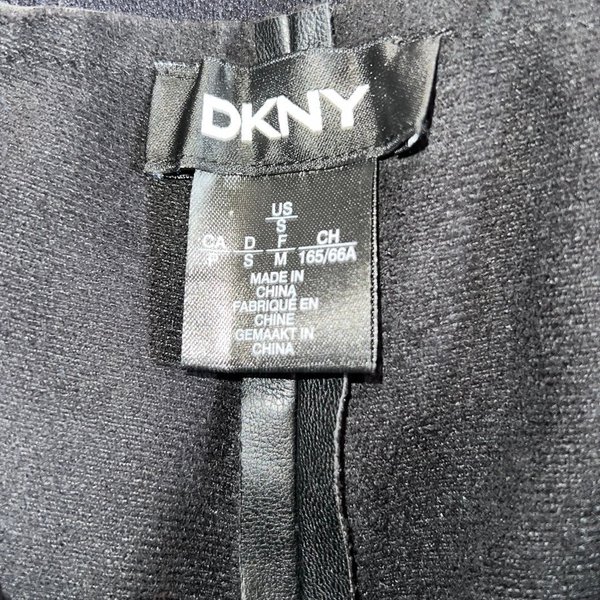 DKNY
US
S
CA D F CH
P S M 165/66A
MADE IN
CHINA
FABRIQUÉ EN
CHINE
GEMAAKT IN
CHINA